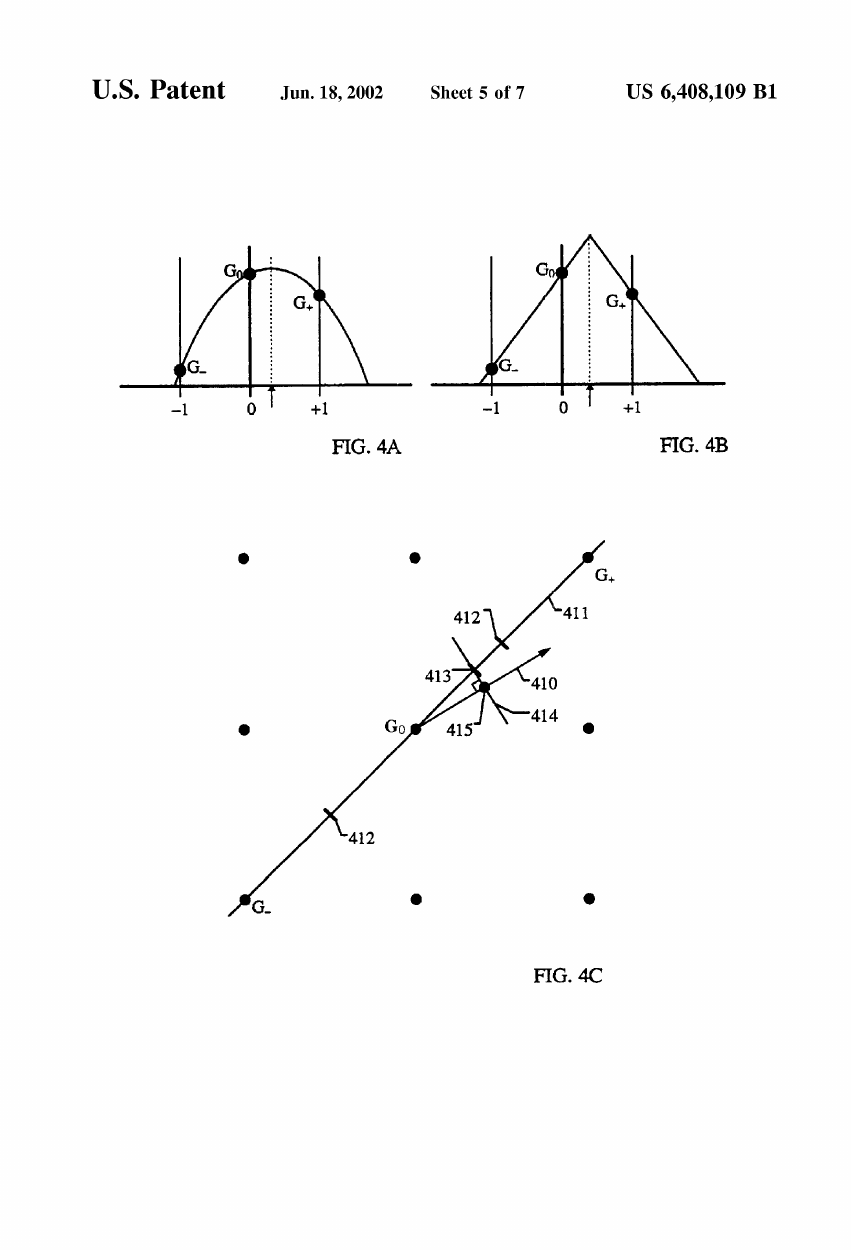 U.S. Patent Jun. 18, 2002 Sheet 5 of 7 US 6,408,109 B1
G₀ G₊ G₋
-1 0 +1
FIG. 4A
G₀ G₊ G₋
-1 0 +1
FIG. 4B
G₊
412 411
413 410
G₀ 415 414
412
G₋
FIG. 4C